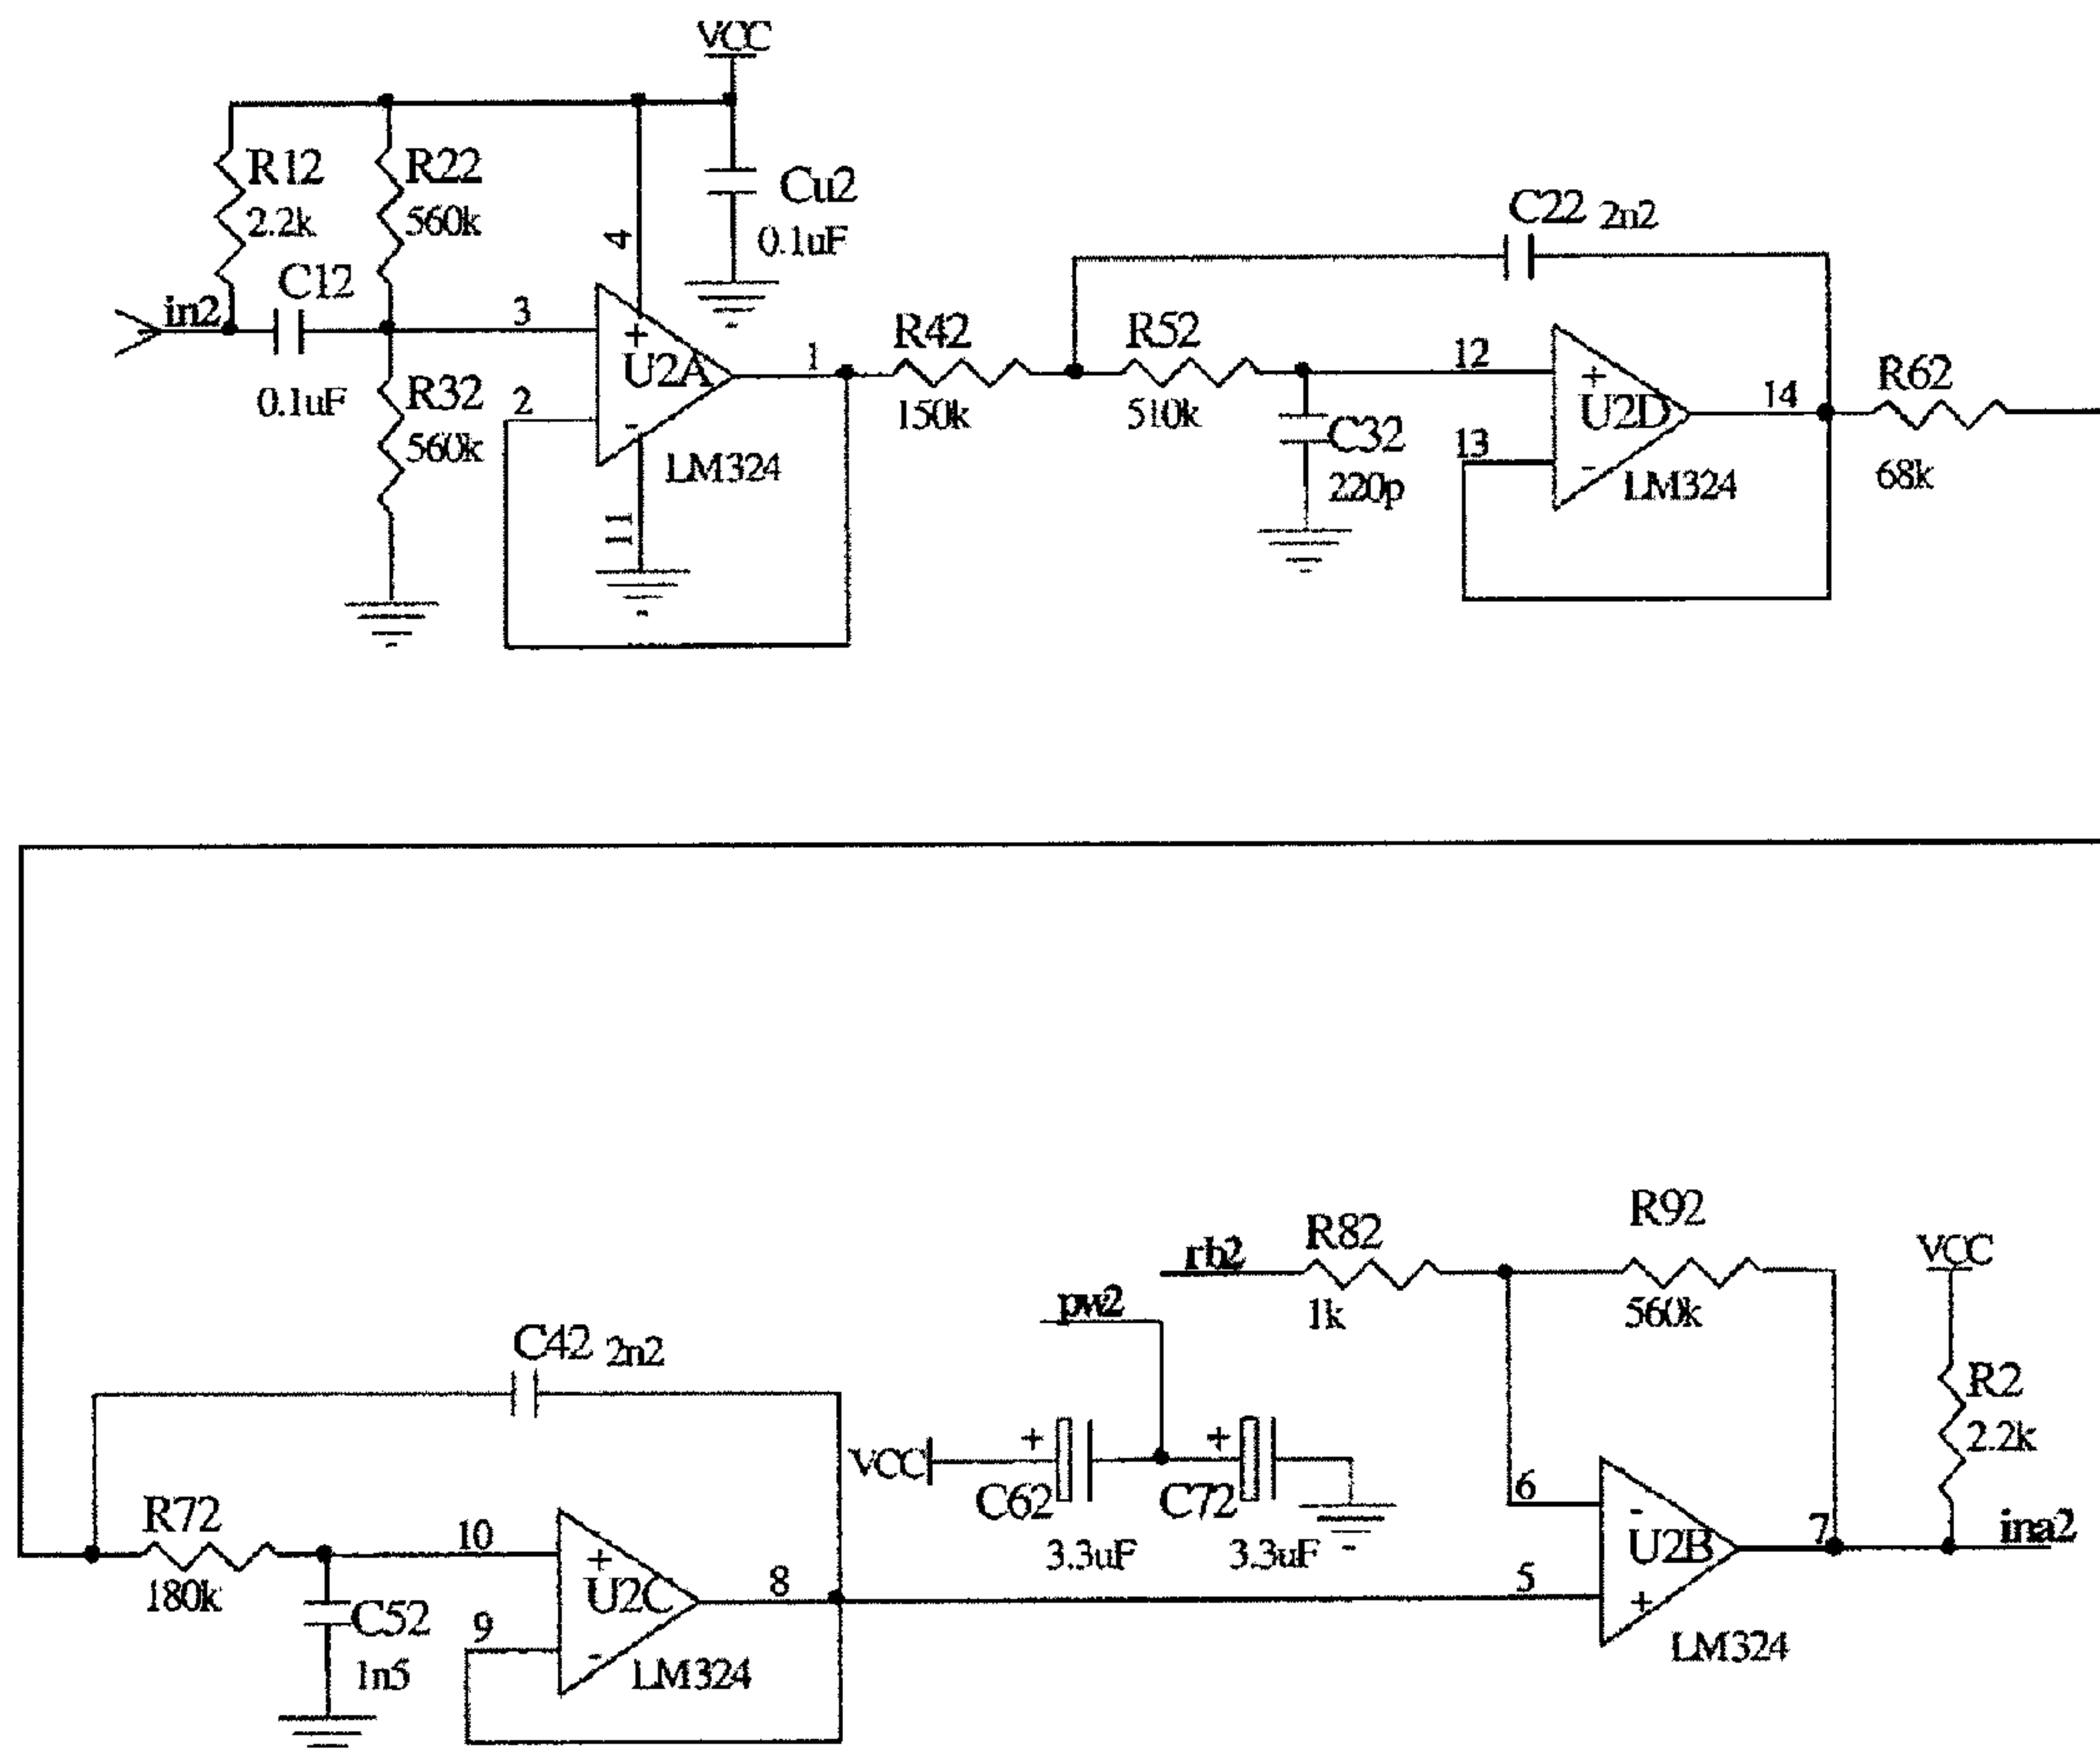 VCC
R12
2.2k
R22
560k
Cu2
0.1uF
4
C22 2n2
in2
C12
0.1uF
3
+
U2A
-
2
1
LM324
11
R32
560k
R42
150k
R52
510k
12
+
U2D
-
13
14
LM324
C32
220p
R62
68k
rb2
R82
1k
R92
560k
VCC
pw2
C42 2n2
R2
2.2k
VCC
+
C62
3.3uF
+
C72
3.3uF
6
-
U2B
+
5
7
ina2
LM324
R72
180k
10
+
U2C
-
9
8
LM324
C52
1n5